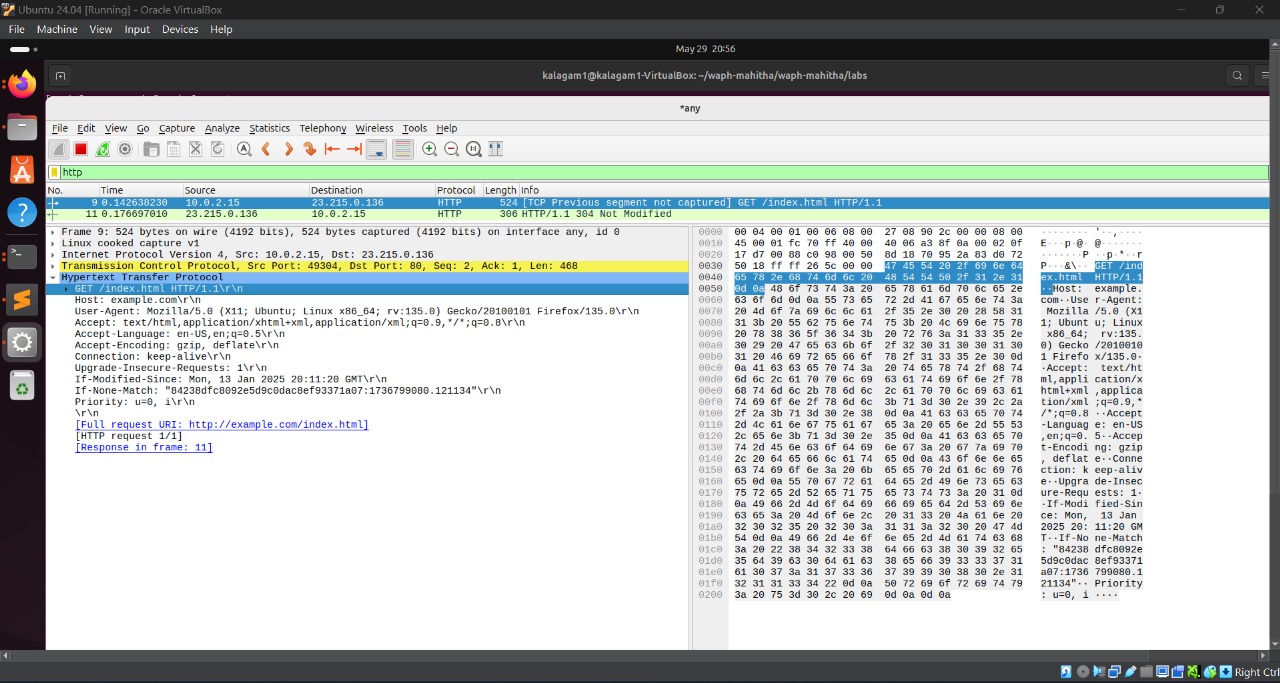 Ubuntu 24.04 [Running] - Oracle VirtualBox
File Machine View Input Devices Help
May 29 20:56
kalagam1@kalagam1-VirtualBox: ~/waph-mahitha/waph-mahitha/labs
*any
File Edit View Go Capture Analyze Statistics Telephony Wireless Tools Help
http
No. Time Source Destination Protocol Length Info
9 0.142638230 10.0.2.15 23.215.0.136 HTTP 524 [TCP Previous segment not captured] GET /index.html HTTP/1.1
11 0.176697010 23.215.0.136 10.0.2.15 HTTP 306 HTTP/1.1 304 Not Modified
Frame 9: 524 bytes on wire (4192 bits), 524 bytes captured (4192 bits) on interface any, id 0
Linux cooked capture v1
Internet Protocol Version 4, Src: 10.0.2.15, Dst: 23.215.0.136
Transmission Control Protocol, Src Port: 49304, Dst Port: 80, Seq: 2, Ack: 1, Len: 468
Hypertext Transfer Protocol
GET /index.html HTTP/1.1\r\n
Host: example.com\r\n
User-Agent: Mozilla/5.0 (X11; Ubuntu; Linux x86_64; rv:135.0) Gecko/20100101 Firefox/135.0\r\n
Accept: text/html,application/xhtml+xml,application/xml;q=0.9,*/*;q=0.8\r\n
Accept-Language: en-US,en;q=0.5\r\n
Accept-Encoding: gzip, deflate\r\n
Connection: keep-alive\r\n
Upgrade-Insecure-Requests: 1\r\n
If-Modified-Since: Mon, 13 Jan 2025 20:11:20 GMT\r\n
If-None-Match: "84238dfc8092e5d9c0dac8ef93371a07:1736799080.121134"\r\n
Priority: u=0, i\r\n
\r\n
[Full request URI: http://example.com/index.html]
[HTTP request 1/1]
[Response in frame: 11]
0000 00 04 00 01 00 06 08 00 27 08 90 2c 00 00 08 00 ········ '··,····
0010 45 00 01 fc 70 ff 40 00 40 06 a3 8f 0a 00 02 0f E···p·@· @·······
0020 17 d7 00 88 c0 98 00 50 8d 18 70 95 2a 83 d0 72 ·······P ··p·*··r
0030 50 18 ff ff 26 5c 00 00 47 45 54 20 2f 69 6e 64 P···&\·· GET /ind
0040 65 78 2e 68 74 6d 6c 20 48 54 54 50 2f 31 2e 31 ex.html HTTP/1.1
0050 0d 0a 48 6f 73 74 3a 20 65 78 61 6d 70 6c 65 2e ··Host: example.
0060 63 6f 6d 0d 0a 55 73 65 72 2d 41 67 65 6e 74 3a com··Use r-Agent:
0070 20 4d 6f 7a 69 6c 6c 61 2f 35 2e 30 20 28 58 31 Mozilla /5.0 (X1
0080 31 3b 20 55 62 75 6e 74 75 3b 20 4c 69 6e 75 78 1; Ubunt u; Linux
0090 20 78 38 36 5f 36 34 3b 20 72 76 3a 31 33 35 2e x86_64; rv:135.
00a0 30 29 20 47 65 63 6b 6f 2f 32 30 31 30 30 31 30 0) Gecko /2010010
00b0 31 20 46 69 72 65 66 6f 78 2f 31 33 35 2e 30 0d 1 Firefo x/135.0·
00c0 0a 41 63 63 65 70 74 3a 20 74 65 78 74 2f 68 74 ·Accept: text/ht
00d0 6d 6c 2c 61 70 70 6c 69 63 61 74 69 6f 6e 2f 78 ml,appli cation/x
00e0 68 74 6d 6c 2b 78 6d 6c 2c 61 70 70 6c 69 63 61 html+xml ,applica
00f0 74 69 6f 6e 2f 78 6d 6c 3b 71 3d 30 2e 39 2c 2a tion/xml ;q=0.9,*
0100 2f 2a 3b 71 3d 30 2e 38 0d 0a 41 63 63 65 70 74 /*;q=0.8 ··Accept
0110 2d 4c 61 6e 67 75 61 67 65 3a 20 65 6e 2d 55 53 -Languag e: en-US
0120 2c 65 6e 3b 71 3d 30 2e 35 0d 0a 41 63 63 65 70 ,en;q=0. 5··Accep
0130 74 2d 45 6e 63 6f 64 69 6e 67 3a 20 67 7a 69 70 t-Encodi ng: gzip
0140 2c 20 64 65 66 6c 61 74 65 0d 0a 43 6f 6e 6e 65 , deflat e··Conne
0150 63 74 69 6f 6e 3a 20 6b 65 65 70 2d 61 6c 69 76 ction: k eep-aliv
0160 65 0d 0a 55 70 67 72 61 64 65 2d 49 6e 73 65 63 e··Upgra de-Insec
0170 75 72 65 2d 52 65 71 75 65 73 74 73 3a 20 31 0d ure-Requ ests: 1·
0180 0a 49 66 2d 4d 6f 64 69 66 69 65 64 2d 53 69 6e ·If-Modi fied-Sin
0190 63 65 3a 20 4d 6f 6e 2c 20 31 33 20 4a 61 6e 20 ce: Mon, 13 Jan
01a0 32 30 32 35 20 32 30 3a 31 31 3a 32 30 20 47 4d 2025 20: 11:20 GM
01b0 54 0d 0a 49 66 2d 4e 6f 6e 65 2d 4d 61 74 63 68 T··If-No ne-Match
01c0 3a 20 22 38 34 32 33 38 64 66 63 38 30 39 32 65 : "84238 dfc8092e
01d0 35 64 39 63 30 64 61 63 38 65 66 39 33 33 37 31 5d9c0dac 8ef93371
01e0 61 30 37 3a 31 37 33 36 37 39 39 30 38 30 2e 31 a07:1736 799080.1
01f0 32 31 31 33 34 22 0d 0a 50 72 69 6f 72 69 74 79 21134"·· Priority
0200 3a 20 75 3d 30 2c 20 69 0d 0a 0d 0a : u=0, i ····
Right Ctrl